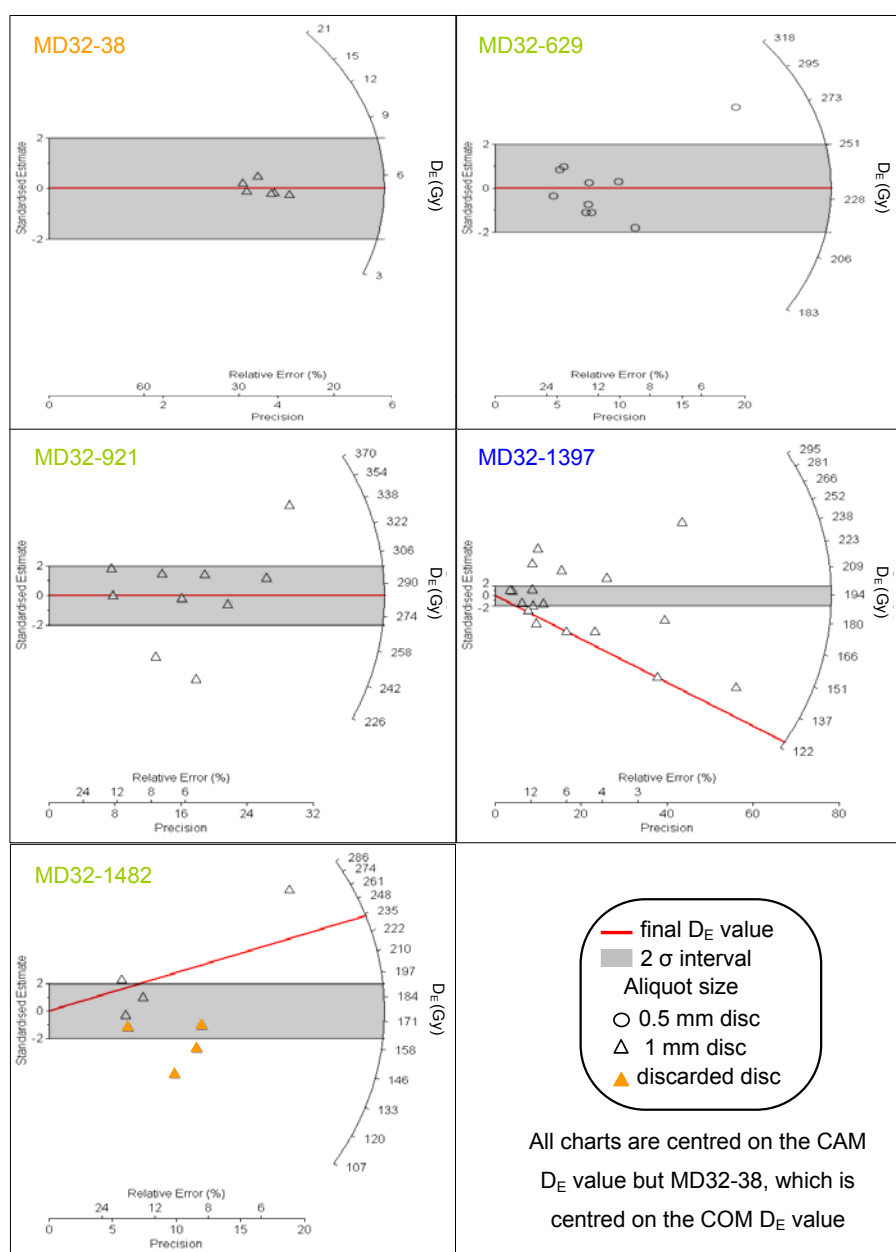 MD32-38
21
15
12
9
6
3
2
0
-2
Standardised Estimate
D_E (Gy)
Relative Error (%)
60 30 20
0 2 4 6
Precision
MD32-629
318
295
273
251
228
206
183
2
0
-2
Standardised Estimate
D_E (Gy)
Relative Error (%)
24 12 8 6
0 5 10 15 20
Precision
MD32-921
370
354
338
322
306
290
274
258
242
226
2
0
-2
Standardised Estimate
D_E (Gy)
Relative Error (%)
24 12 8 6
0 8 16 24 32
Precision
MD32-1397
295
281
266
252
238
223
209
194
180
166
151
137
122
2
0
-2
Standardised Estimate
D_E (Gy)
Relative Error (%)
12 6 4 3
0 20 40 60 80
Precision
MD32-1482
286
274
261
248
235
222
210
197
184
171
158
146
133
120
107
2
0
-2
Standardised Estimate
D_E (Gy)
Relative Error (%)
24 12 8 6
0 5 10 15 20
Precision
final D_E value
2 σ interval
Aliquot size
0.5 mm disc
1 mm disc
discarded disc
All charts are centred on the CAM
D_E value but MD32-38, which is
centred on the COM D_E value